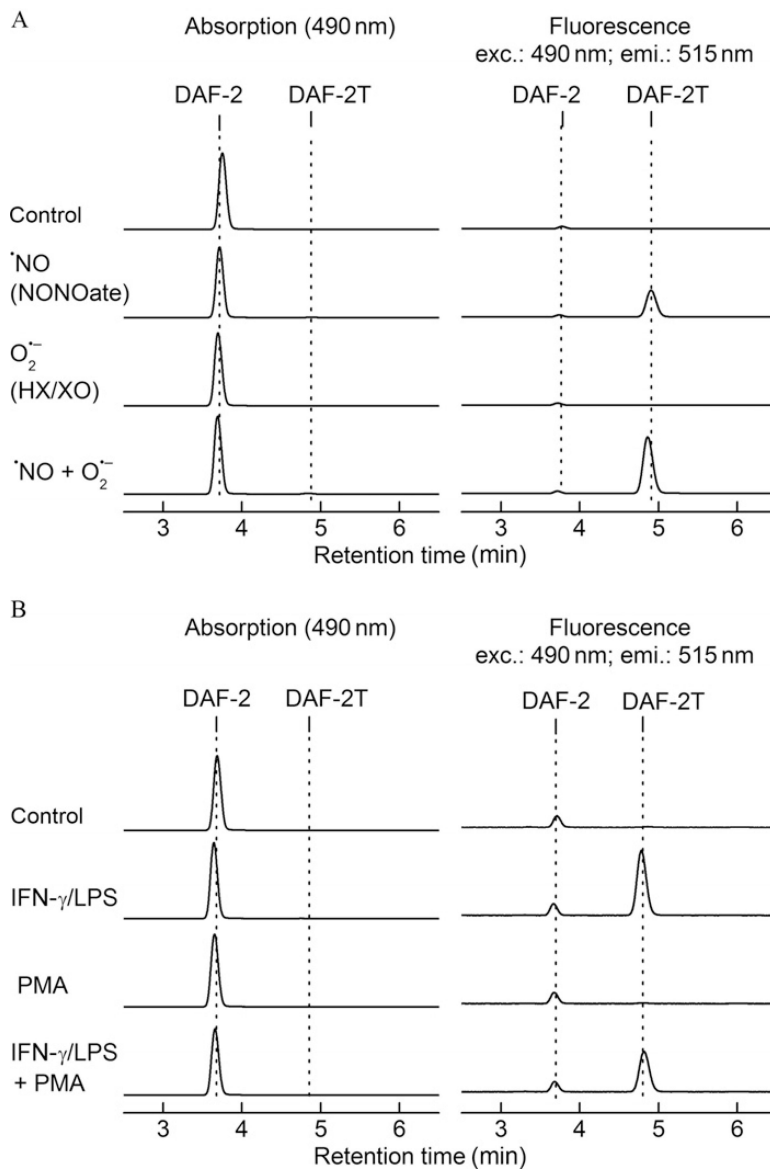 A
Absorption (490 nm)
Fluorescence
exc.: 490 nm; emi.: 515 nm
DAF-2
DAF-2T
DAF-2
DAF-2T
Control
•NO
(NONOate)
O₂•−
(HX/XO)
•NO + O₂•−
3
4
5
6
3
4
5
6
Retention time (min)
B
Absorption (490 nm)
Fluorescence
exc.: 490 nm; emi.: 515 nm
DAF-2
DAF-2T
DAF-2
DAF-2T
Control
IFN-γ/LPS
PMA
IFN-γ/LPS
+ PMA
3
4
5
6
3
4
5
6
Retention time (min)